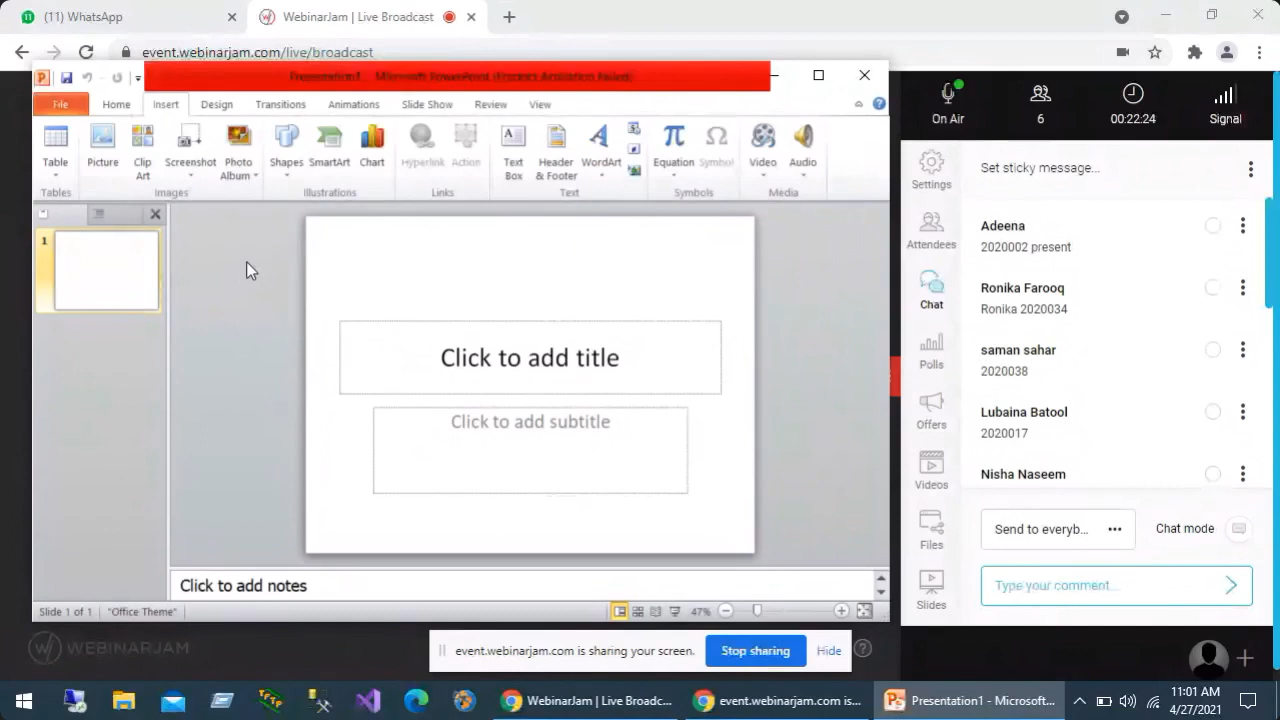 (11) WhatsApp
WebinarJam | Live Broadcast
event.webinarjam.com/live/broadcast
Presentation1 - Microsoft PowerPoint (Product Activation Failed)
File Home Insert Design Transitions Animations Slide Show Review View
Table Picture Clip Art Screenshot Photo Album Shapes SmartArt Chart Hyperlink Action Text Box Header & Footer WordArt Equation Symbol Video Audio
Tables Images Illustrations Links Text Symbols Media
1
Click to add title
Click to add subtitle
Click to add notes
Slide 1 of 1 "Office Theme" 47%
WEBINARJAM
event.webinarjam.com is sharing your screen. Stop sharing Hide
On Air 6 00:22:24 Signal
Settings
Attendees
Chat
Polls
Offers
Videos
Files
Slides
Set sticky message...
Adeena
2020002 present
Ronika Farooq
Ronika 2020034
saman sahar
2020038
Lubaina Batool
2020017
Nisha Naseem
Send to everyb... Chat mode
Type your comment...
WebinarJam | Live Broadc... event.webinarjam.com is... Presentation1 - Microsoft...
11:01 AM
4/27/2021